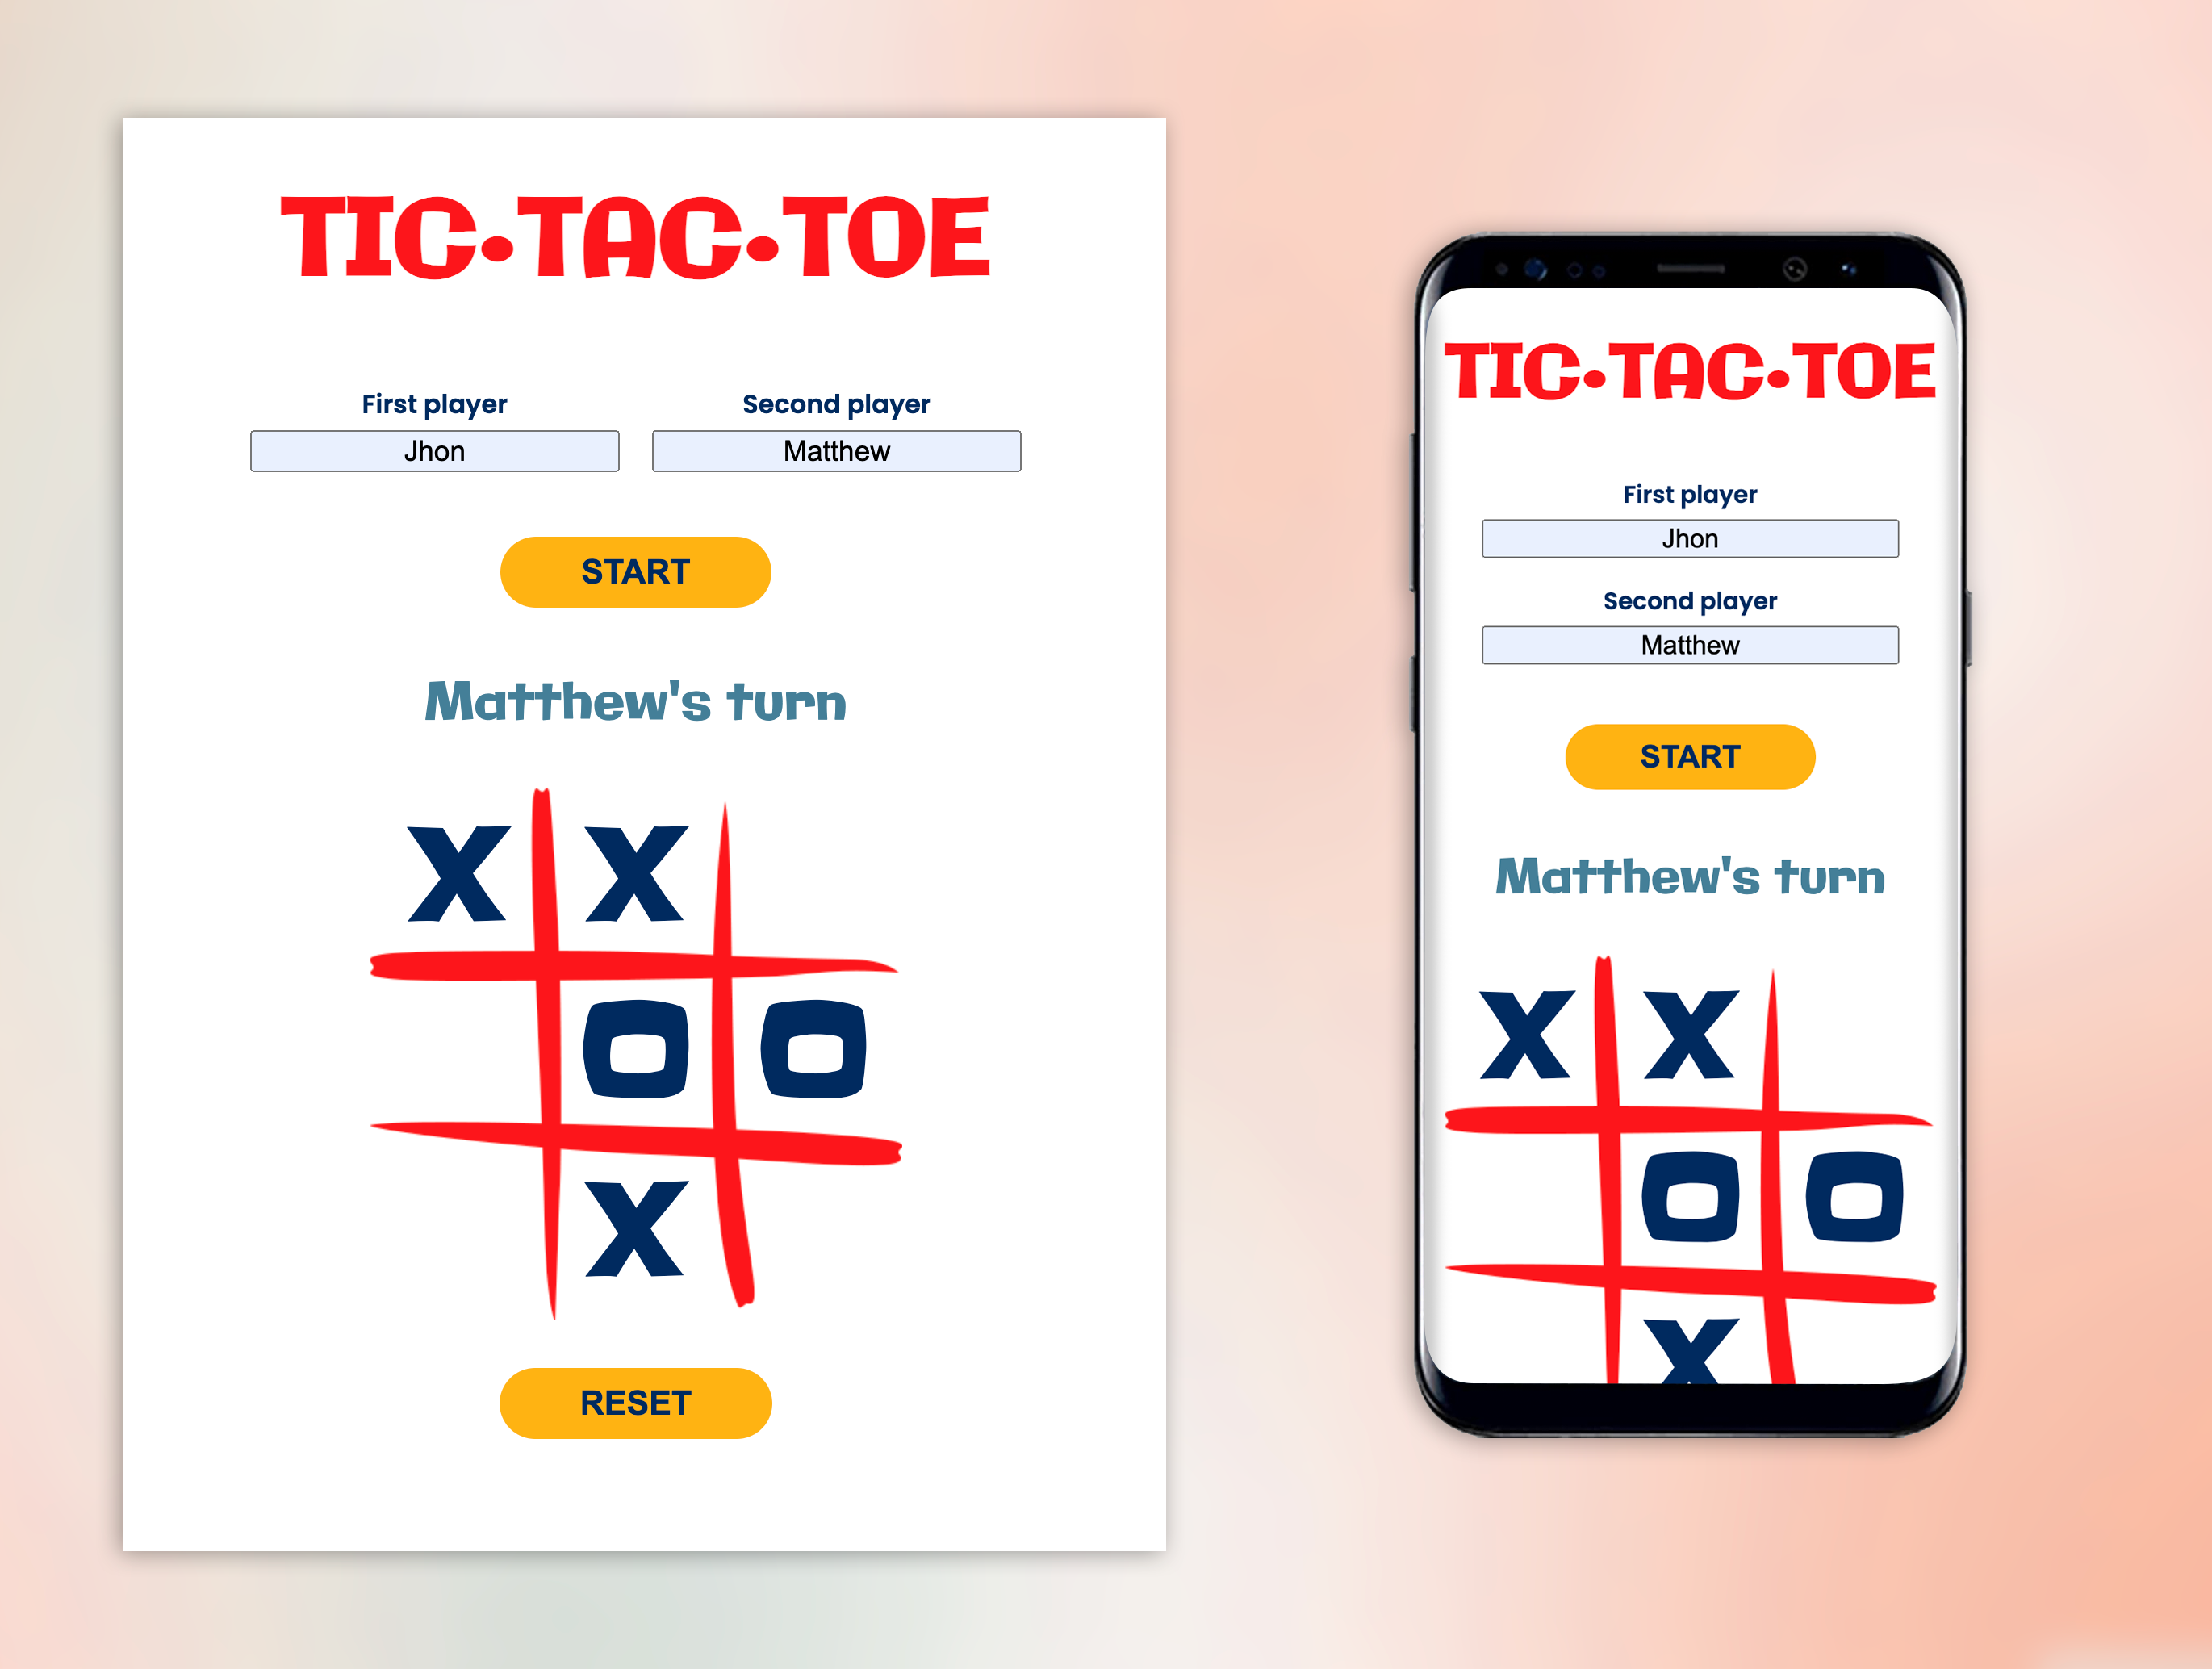 TIC•TAC•TOE
First player
Second player
Jhon
Matthew
START
Matthew's turn
X X
O O
X
RESET
TIC•TAC•TOE
First player
Jhon
Second player
Matthew
START
Matthew's turn
X X
O O
X